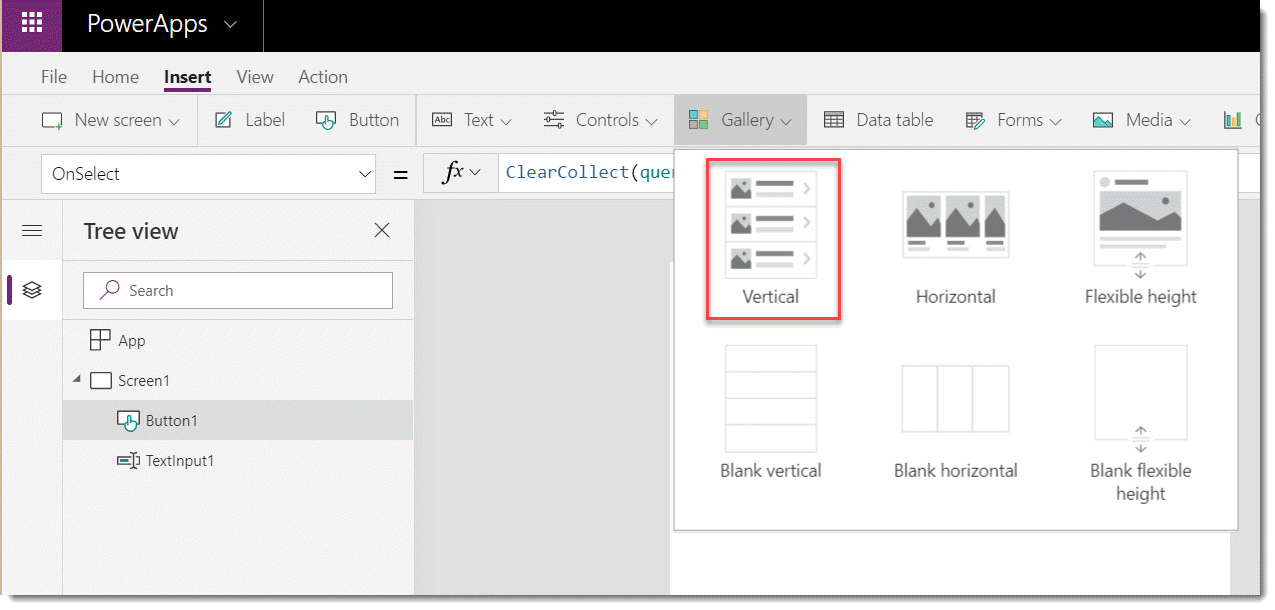 PowerApps
File Home Insert View Action
New screen Label Button Abc Text Controls Gallery Data table Forms Media
OnSelect = fx ClearCollect(que
Tree view
Search
App
Screen1
Button1
TextInput1
Vertical Horizontal Flexible height
Blank vertical Blank horizontal Blank flexible
height